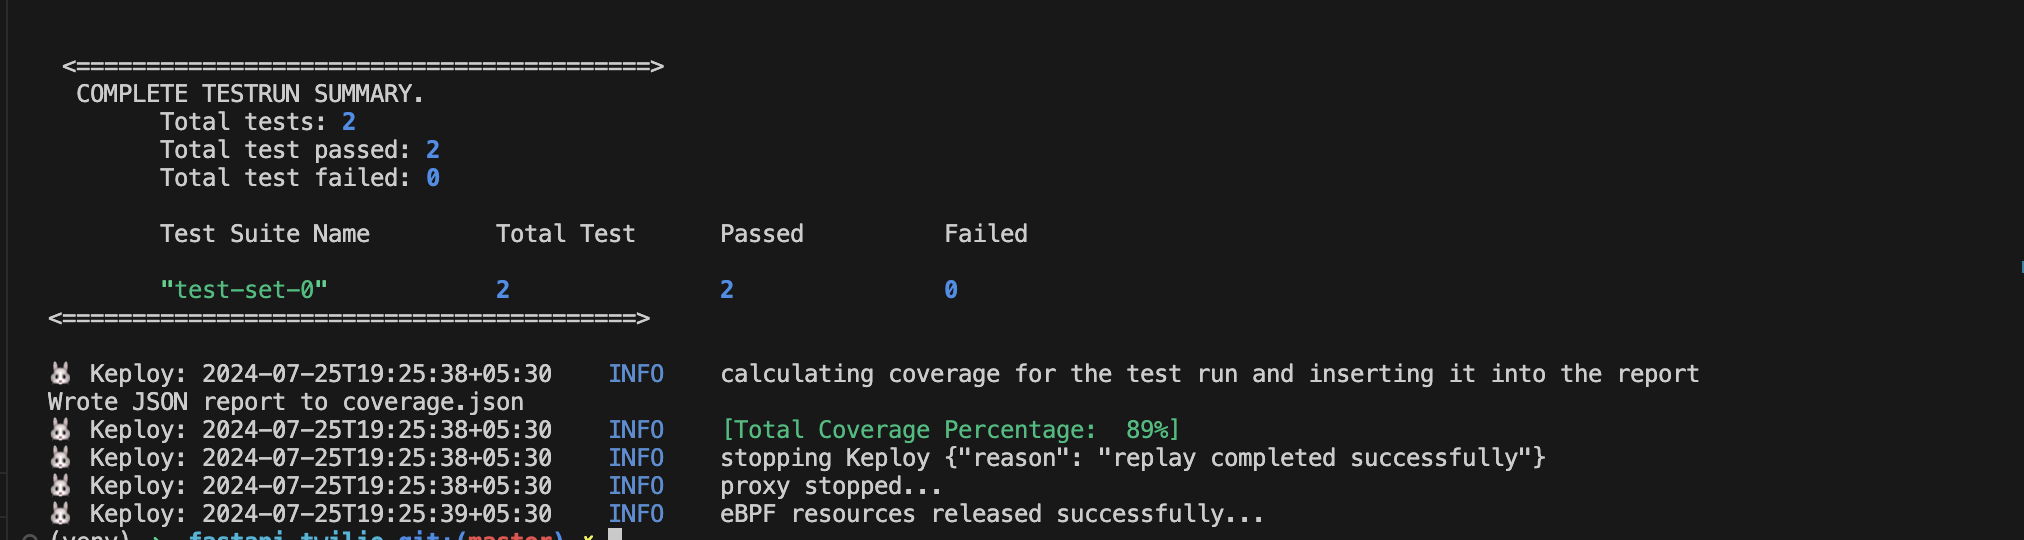 <=========================================>
COMPLETE TESTRUN SUMMARY.
Total tests: 2
Total test passed: 2
Total test failed: 0
Test Suite Name Total Test Passed Failed
"test-set-0" 2 2 0
<=========================================>
🐰 Keploy: 2024-07-25T19:25:38+05:30 INFO calculating coverage for the test run and inserting it into the report
Wrote JSON report to coverage.json
🐰 Keploy: 2024-07-25T19:25:38+05:30 INFO [Total Coverage Percentage:  89%]
🐰 Keploy: 2024-07-25T19:25:38+05:30 INFO stopping Keploy {"reason": "replay completed successfully"}
🐰 Keploy: 2024-07-25T19:25:38+05:30 INFO proxy stopped...
🐰 Keploy: 2024-07-25T19:25:39+05:30 INFO eBPF resources released successfully...
(venv) → fastapi-twilio git:(master) ✗